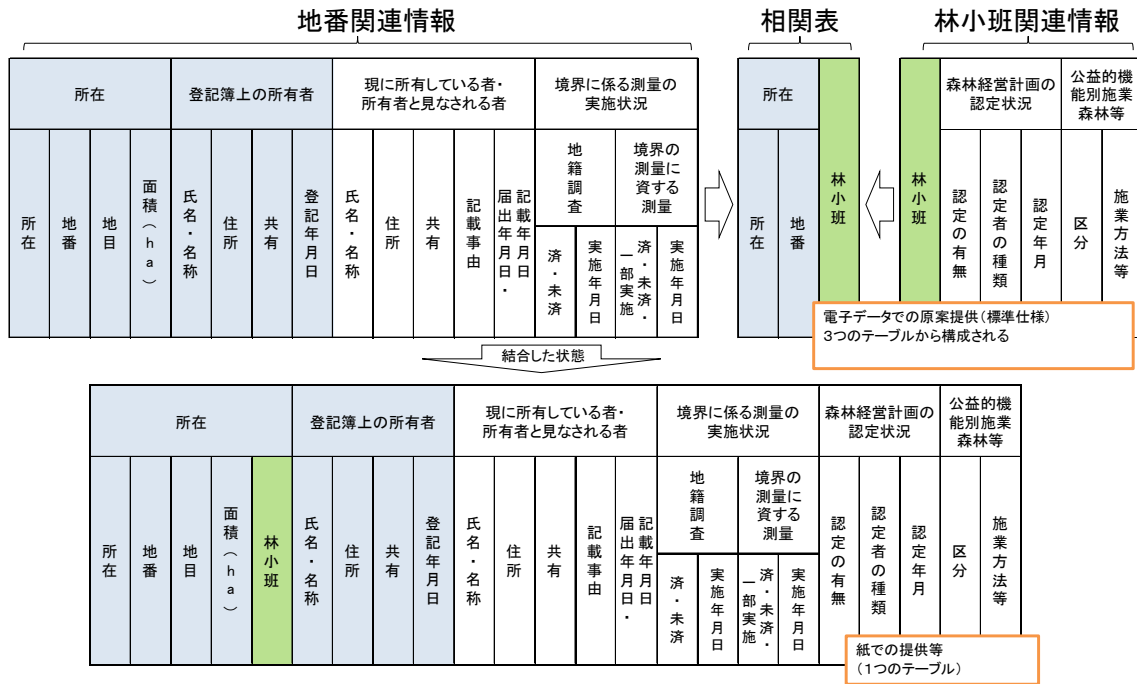 地番関連情報
相関表
林小班関連情報
所在
登記簿上の所有者
現に所有している者・
所有者と見なされる者
境界に係る測量の
実施状況
所在
林小班
林小班
森林経営計画の
認定状況
公益的機
能別施業
森林等
所在
地番
地目
面積(ha)
氏名・名称
住所
共有
登記年月日
氏名・名称
住所
共有
記載事由
届出年月日・
記載年月日
地籍調査
境界の
測量に
資する
測量
済・未済
実施年月日
済・未済・
一部実施
実施年月日
所在
地番
認定の有無
認定者の種類
認定年月
区分
施業方法等
電子データでの原案提供(標準仕様)
3つのテーブルから構成される
結合した状態
所在
登記簿上の所有者
現に所有している者・
所有者と見なされる者
境界に係る測量の
実施状況
森林経営計画の
認定状況
公益的機
能別施業
森林等
所在
地番
地目
面積(ha)
林小班
氏名・名称
住所
共有
登記年月日
氏名・名称
住所
共有
記載事由
届出年月日・
記載年月日
地籍調査
境界の
測量に
資する
測量
済・未済
実施年月日
済・未済・
一部実施
実施年月日
認定の有無
認定者の種類
認定年月
区分
施業方法等
紙での提供等
(1つのテーブル)